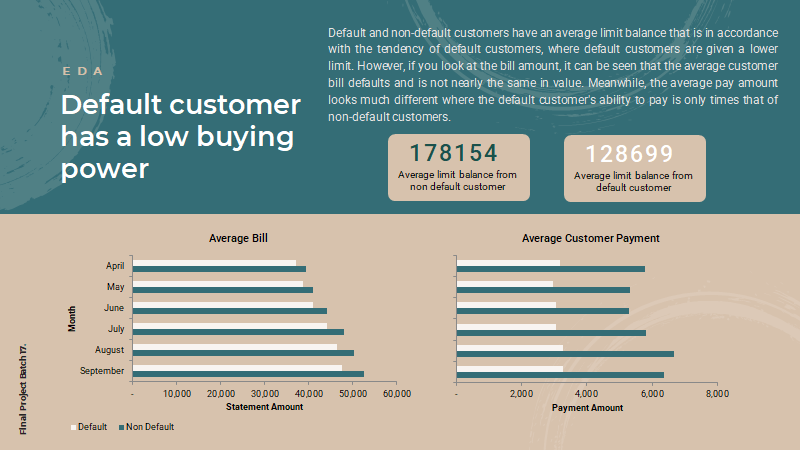 Default and non-default customers have an average limit balance that is in accordance
with the tendency of default customers, where default customers are given a lower
limit. However, if you look at the bill amount, it can be seen that the average customer
bill defaults and is not nearly the same in value. Meanwhile, the average pay amount
looks much different where the default customer's ability to pay is only times that of
non-default customers.
EDA
Default customer
has a low buying
power
178154
Average limit balance from
non default customer
128699
Average limit balance from
default customer
Average Bill
April
May
June
July
August
September
Month
- 10,000 20,000 30,000 40,000 50,000 60,000
Statement Amount
Default Non Default
Average Customer Payment
- 2,000 4,000 6,000 8,000
Payment Amount
Final Project Batch 17.